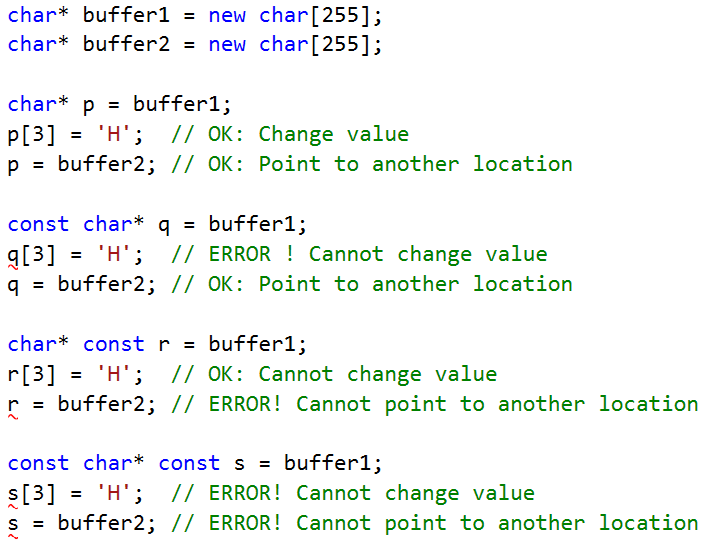 char* buffer1 = new char[255];
char* buffer2 = new char[255];

char* p = buffer1;
p[3] = 'H';  // OK: Change value
p = buffer2; // OK: Point to another location

const char* q = buffer1;
q[3] = 'H';  // ERROR ! Cannot change value
q = buffer2; // OK: Point to another location

char* const r = buffer1;
r[3] = 'H';  // OK: Cannot change value
r = buffer2; // ERROR! Cannot point to another location

const char* const s = buffer1;
s[3] = 'H';  // ERROR! Cannot change value
s = buffer2; // ERROR! Cannot point to another location